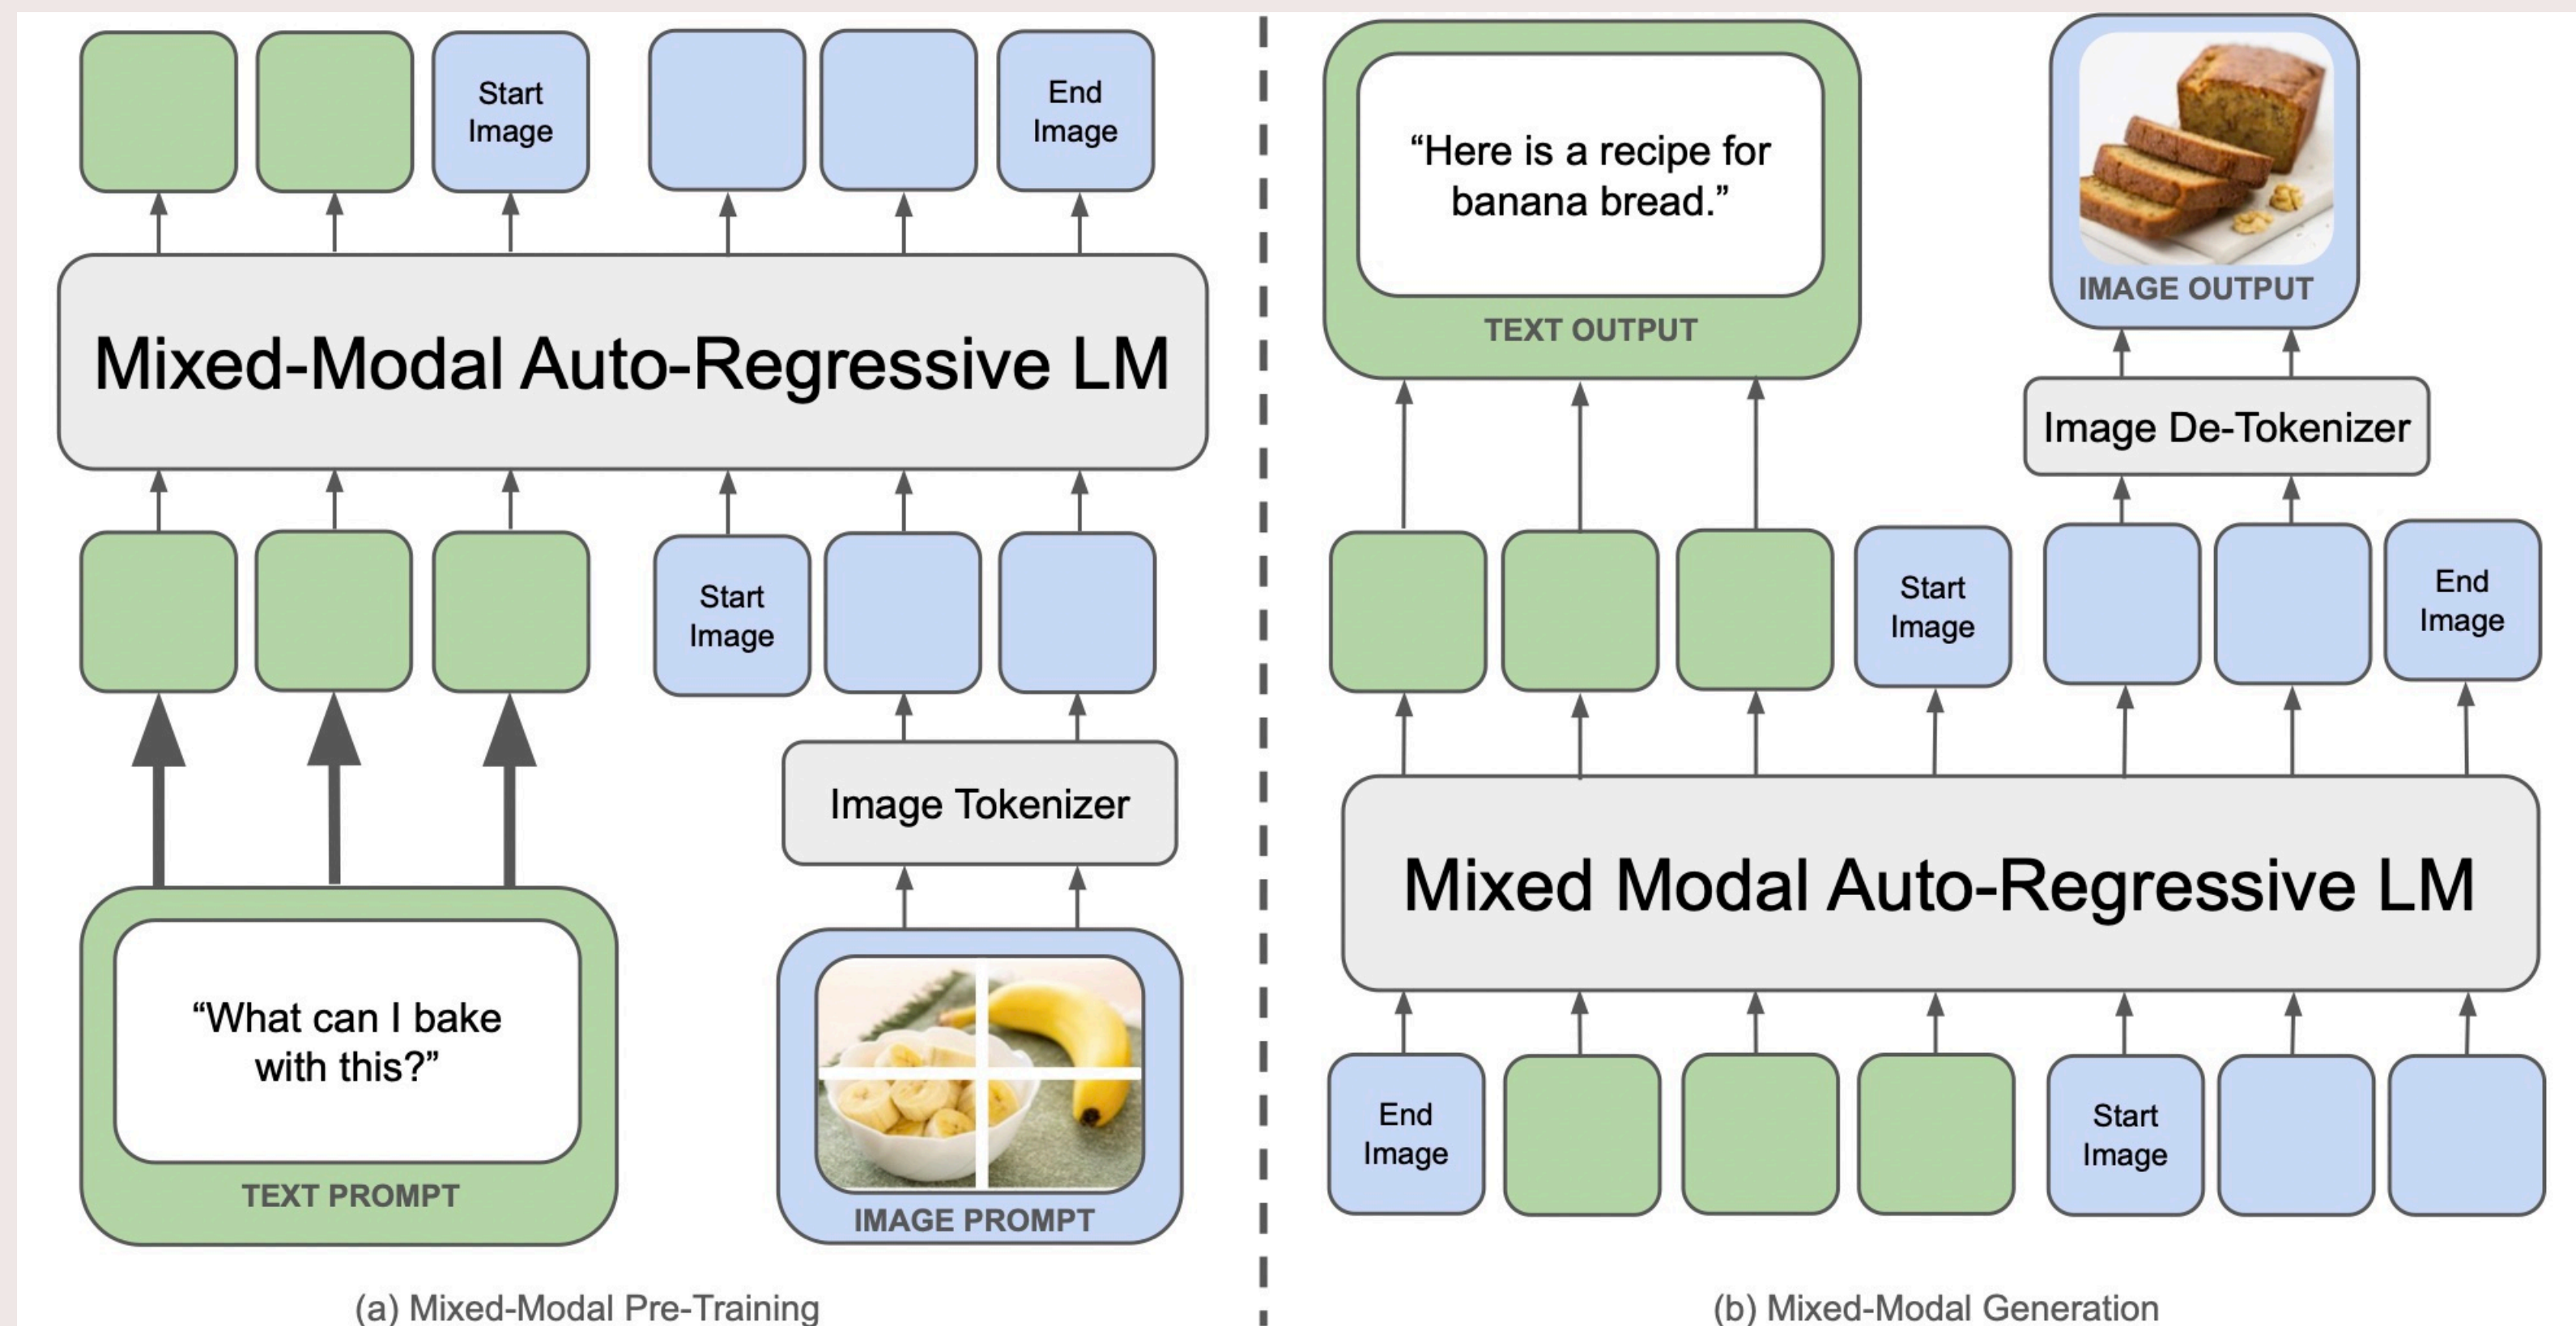 Start
Image
End
Image
Mixed-Modal Auto-Regressive LM
Start
Image
Image Tokenizer
“What can I bake
with this?”
TEXT PROMPT
IMAGE PROMPT
(a) Mixed-Modal Pre-Training
“Here is a recipe for
banana bread.”
TEXT OUTPUT
IMAGE OUTPUT
Image De-Tokenizer
Start
Image
End
Image
Mixed Modal Auto-Regressive LM
End
Image
Start
Image
(b) Mixed-Modal Generation